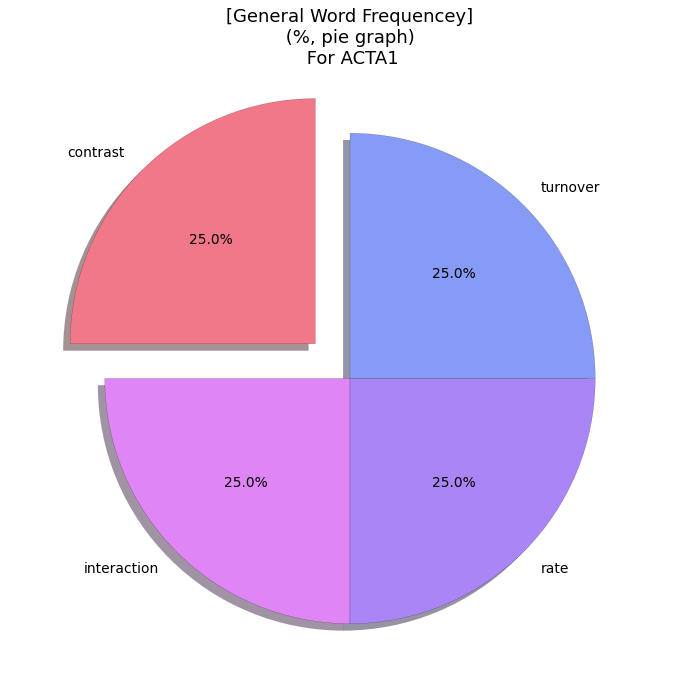 [General Word Frequencey]
(%, pie graph)
For ACTA1
contrast
turnover
25.0%
25.0%
25.0%
25.0%
interaction
rate